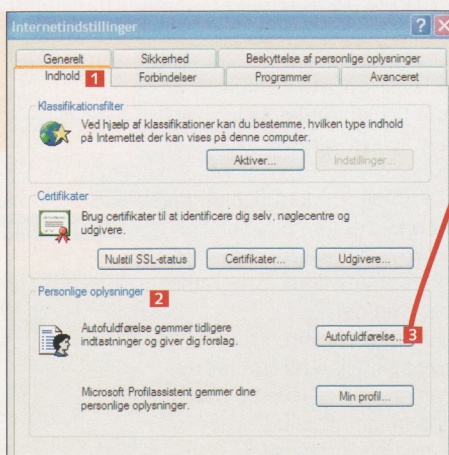 Internetindstillinger
Generelt Sikkerhed Beskyttelse af personlige oplysninger
Indhold 1 Forbindelser Programmer Avanceret
Klassifikationsfilter
Ved hjælp af klassifikationer kan du bestemme, hvilken type indhold
på Internettet der kan vises på denne computer.
Aktiver... Indstillinger...
Certifikater
Brug certifikater til at identificere dig selv, nøglecentre og
udgivere.
Nulstil SSL-status Certifikater... Udgivere...
Personlige oplysninger 2
Autofuldførelse gemmer tidligere
indtastninger og giver dig forslag.
Autofuldførelse... 3
Microsoft Profilassistent gemmer dine
personlige oplysninger.
Min profil...